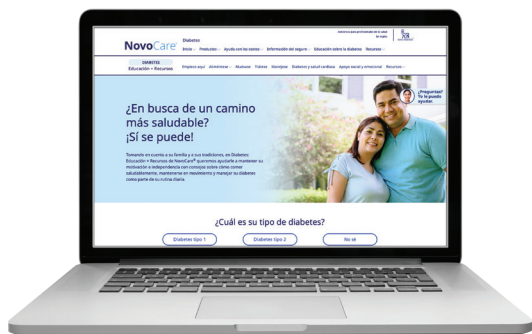 NovoCare®
Diabetes
Inicio Productos Ayuda con los costos Información del seguro Educación sobre la diabetes Recursos
DIABETES
Educación + Recursos
Empiece aquí Aliméntese Muévase Trátese Manéjese Diabetes y salud cardíaca Apoyo social y emocional Recursos
¿Preguntas?
Yo le puedo
ayudar.
¿En busca de un camino
más saludable?
¡Sí se puede!
Tomando en cuenta a su familia y a sus tradiciones, en Diabetes:
Educación + Recursos de NovoCare® queremos ayudarle a mantener su
motivación e independencia con consejos sobre cómo comer
saludablemente, mantenerse en movimiento y manejar su diabetes
como parte de su rutina diaria.
¿Cuál es su tipo de diabetes?
Diabetes tipo 1
Diabetes tipo 2
No sé